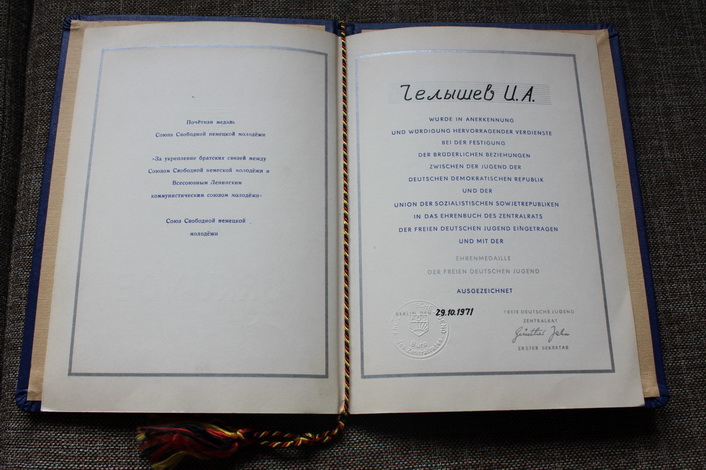 Почётная медаль
Союза Свободной немецкой молодёжи
«За укрепление братских связей между
Союзом Свободной немецкой молодёжи и
Всесоюзным Ленинским
коммунистическим союзом молодёжи»
Союз Свободной немецкой
молодёжи
Челышев И.А.
WURDE IN ANERKENNUNG
UND WÜRDIGUNG HERVORRAGENDER VERDIENSTE
BEI DER FESTIGUNG
DER BRÜDERLICHEN BEZIEHUNGEN
ZWISCHEN DER JUGEND DER
DEUTSCHEN DEMOKRATISCHEN REPUBLIK
UND DER
UNION DER SOZIALISTISCHEN SOWJETREPUBLIKEN
IN DAS EHRENBUCH DES ZENTRALRATS
DER FREIEN DEUTSCHEN JUGEND EINGETRAGEN
UND MIT DER
EHRENMEDAILLE
DER FREIEN DEUTSCHEN JUGEND
AUSGEZEICHNET
BERLIN, DEN 29.10.1971
FREIE DEUTSCHE JUGEND
ZENTRALRAT
Günther Jahn
ERSTER SEKRETÄR